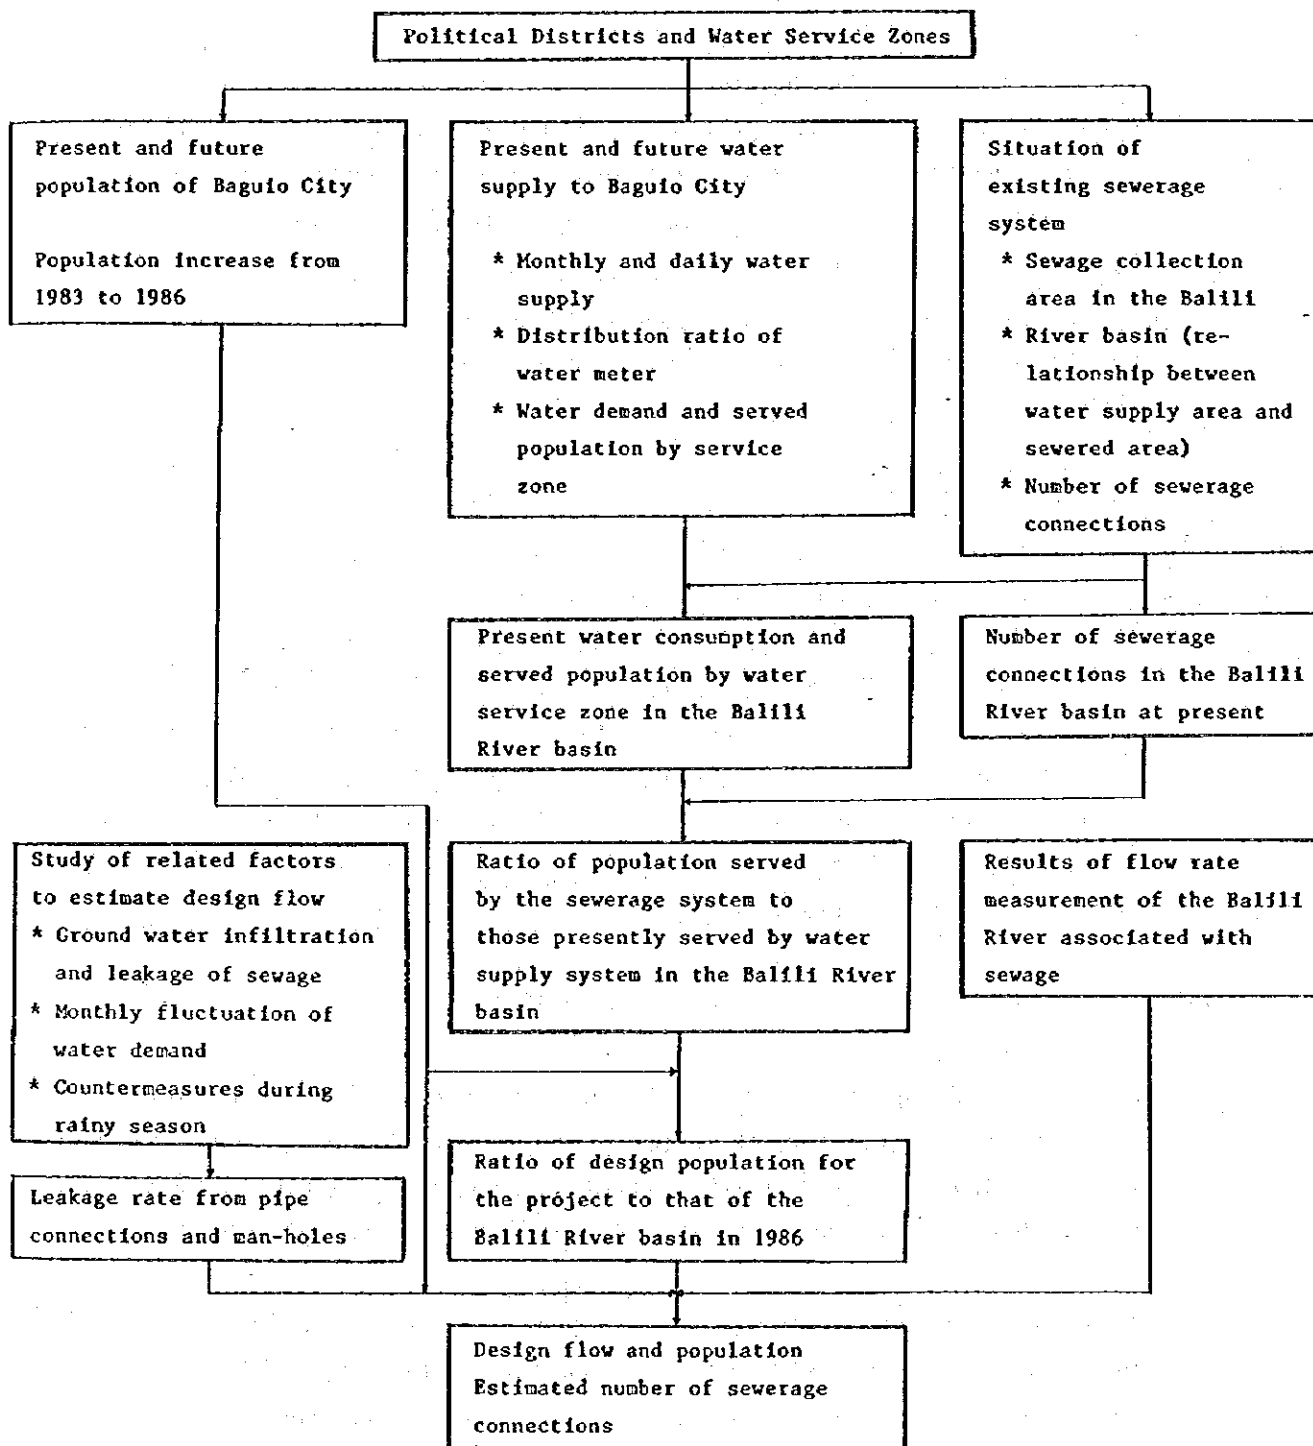 Political Districts and Water Service Zones
Present and future
population of Baguio City
Population increase from
1983 to 1986
Present and future water
supply to Baguio City
* Monthly and daily water
supply
* Distribution ratio of
water meter
* Water demand and served
population by service
zone
Situation of
existing sewerage
system
* Sewage collection
area in the Balili
* River basin (re-
lationship between
water supply area and
sewered area)
* Number of sewerage
connections
Present water consumption and
served population by water
service zone in the Balili
River basin
Number of sewerage
connections in the Balili
River basin at present
Study of related factors
to estimate design flow
* Ground water infiltration
and leakage of sewage
* Monthly fluctuation of
water demand
* Countermeasures during
rainy season
Ratio of population served
by the sewerage system to
those presently served by water
supply system in the Balili River
basin
Results of flow rate
measurement of the Balili
River associated with
sewage
Leakage rate from pipe
connections and man-holes
Ratio of design population for
the project to that of the
Balili River basin in 1986
Design flow and population
Estimated number of sewerage
connections